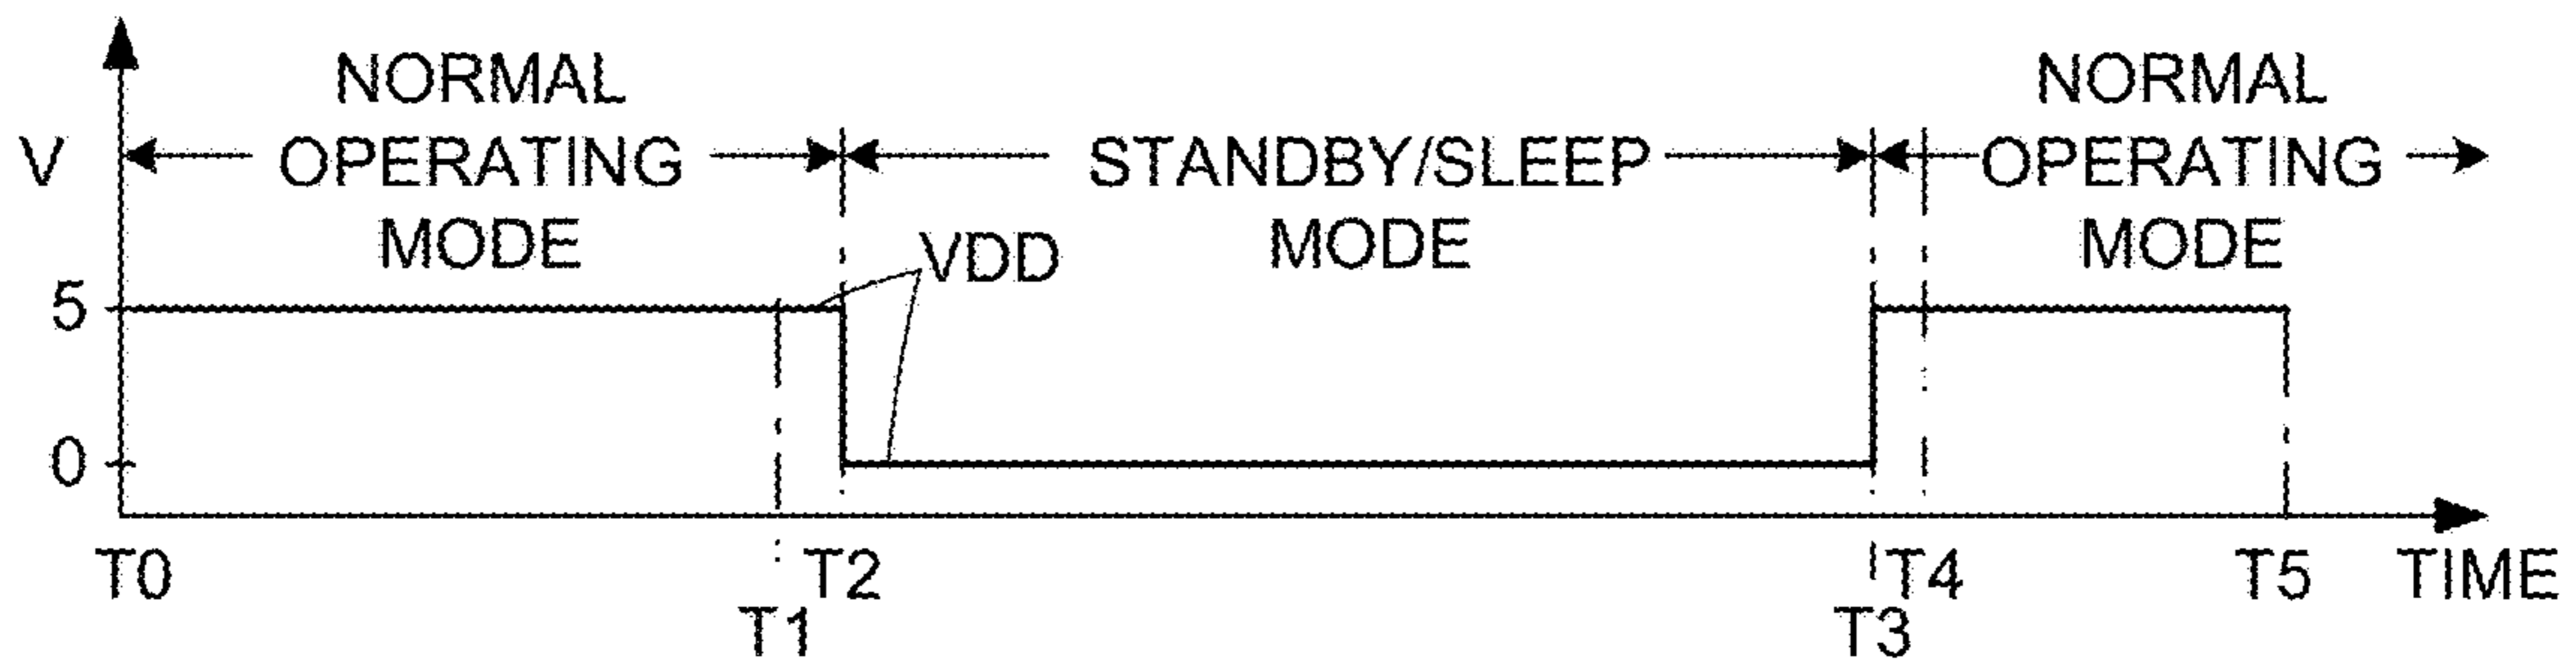 NORMAL
OPERATING
MODE
STANDBY/SLEEP
MODE
NORMAL
OPERATING
MODE
V
VDD
5
0
T0
T1
T2
T3
T4
T5
TIME